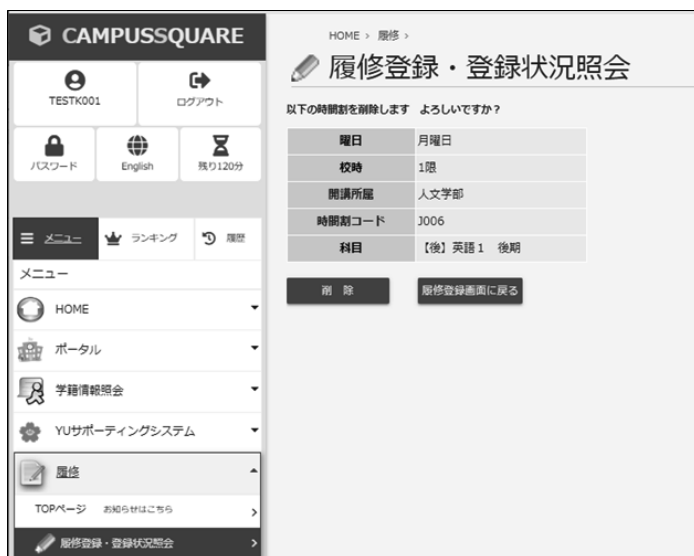 CAMPUSSQUARE
TESTK001
ログアウト
パスワード
English
残り120分
メニュー
ランキング
履歴
メニュー
HOME
ポータル
学籍情報照会
YUサポーティングシステム
履修
TOPページ お知らせはこちら
履修登録・登録状況照会
HOME > 履修 >
履修登録・登録状況照会
以下の時間割を削除します よろしいですか？
曜日 月曜日
校時 1限
開講所属 人文学部
時間割コード J006
科目 【後】英語１ 後期
削 除 履修登録画面に戻る